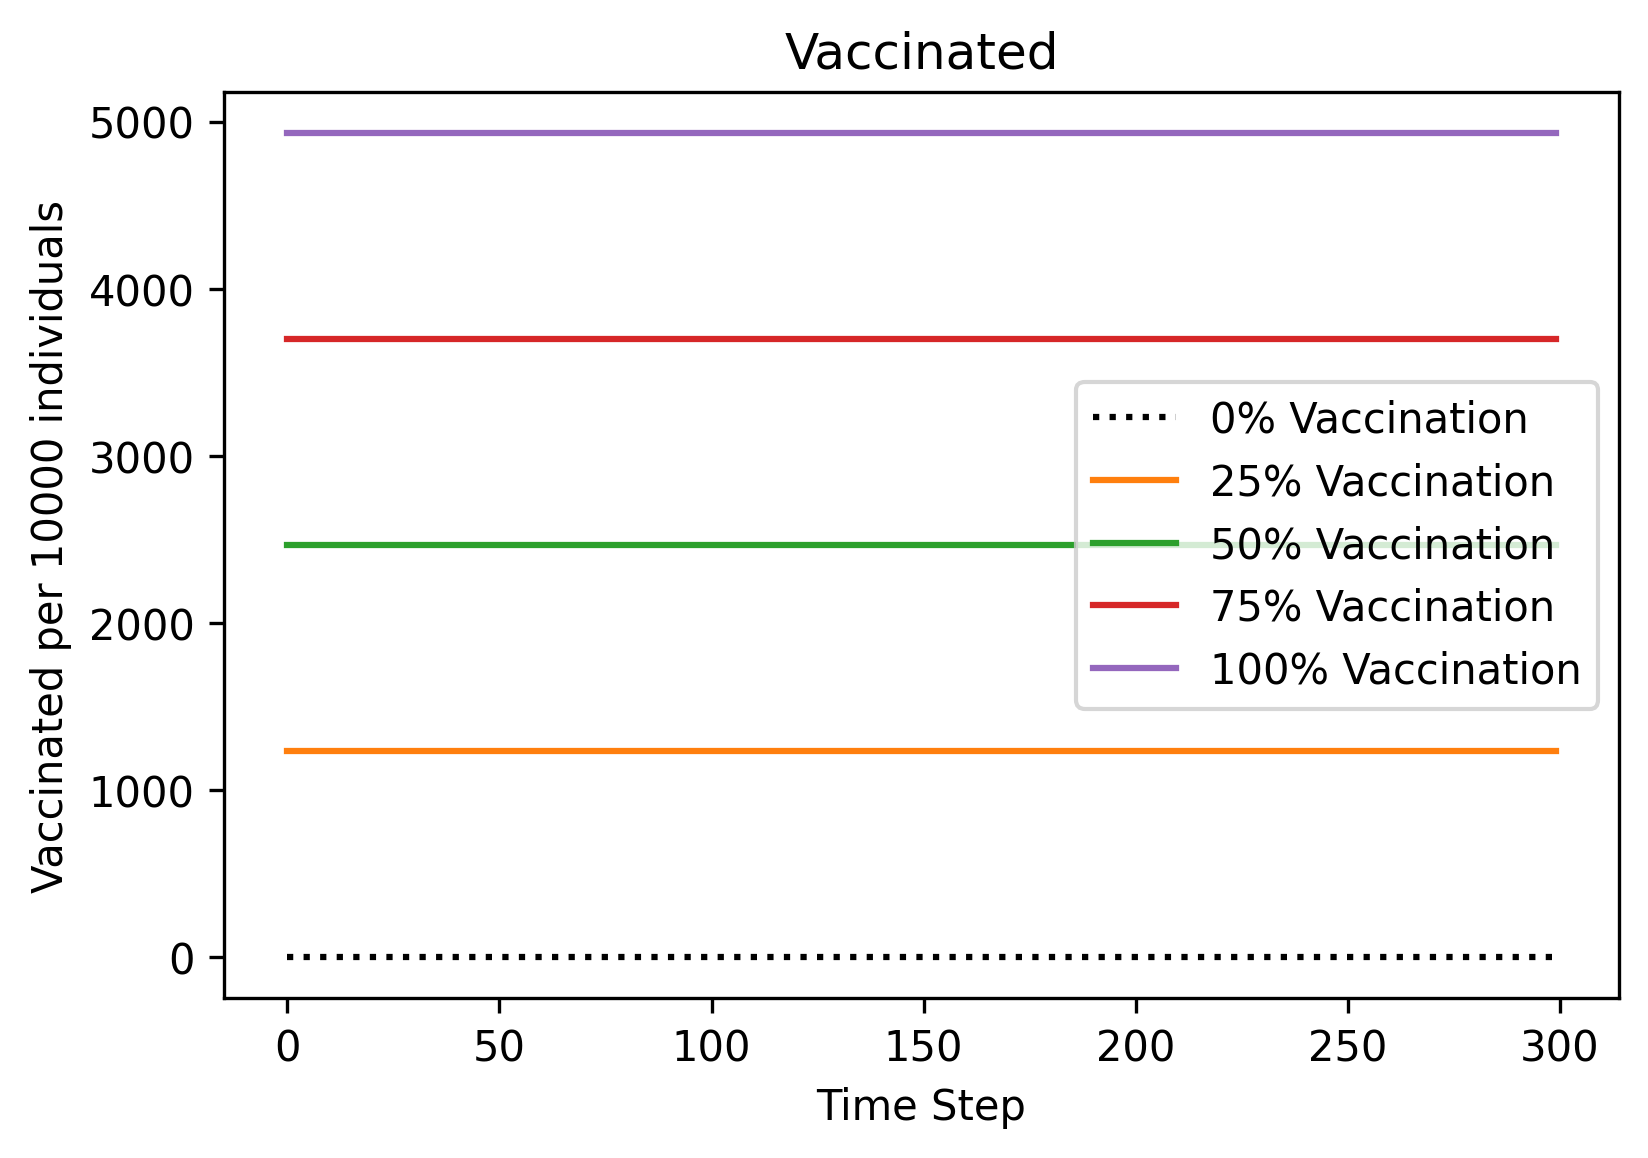 Vaccinated
Vaccinated per 10000 individuals
5000
4000
3000
2000
1000
0
0% Vaccination
25% Vaccination
50% Vaccination
75% Vaccination
100% Vaccination
0 50 100 150 200 250 300
Time Step